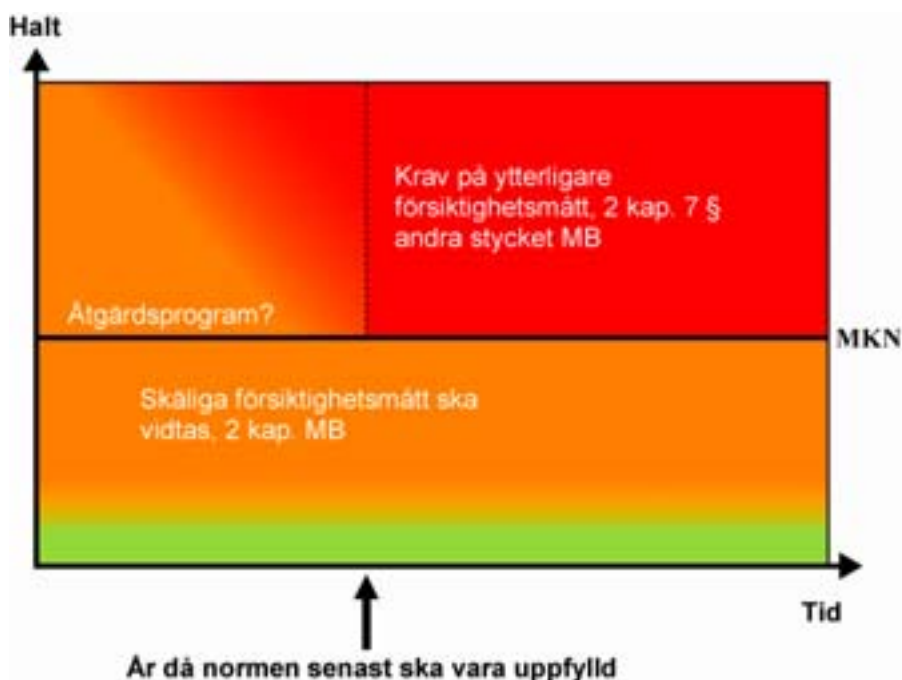 Halt
Krav på ytterligare
försiktighetsmått, 2 kap. 7 §
andra stycket MB
Åtgärdsprogram?
MKN
Skäliga försiktighetsmått ska
vidtas, 2 kap. MB
Tid
År då normen senast ska vara uppfylld